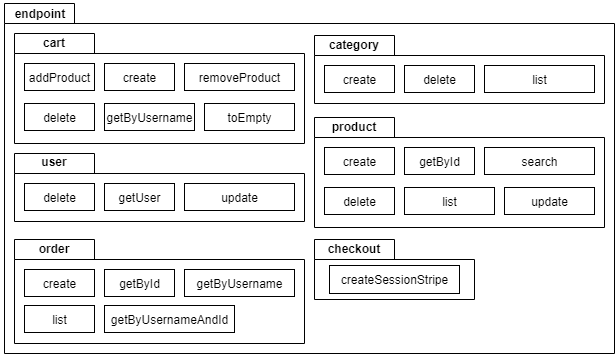 endpoint
cart
addProduct
create
removeProduct
delete
getByUsername
toEmpty
user
delete
getUser
update
order
create
getById
getByUsername
list
getByUsernameAndId
category
create
delete
list
product
create
getById
search
delete
list
update
checkout
createSessionStripe